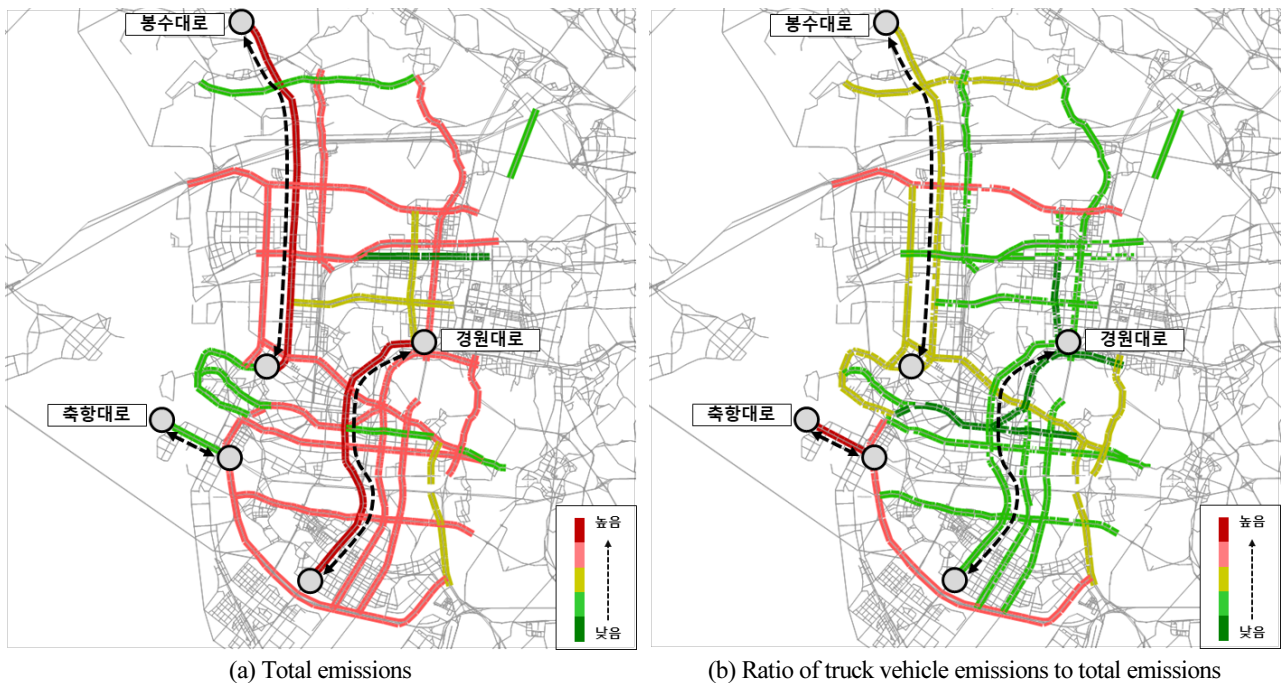 봉수대로
경원대로
축항대로
높음
낮음
(a) Total emissions
봉수대로
경원대로
축항대로
높음
낮음
(b) Ratio of truck vehicle emissions to total emissions